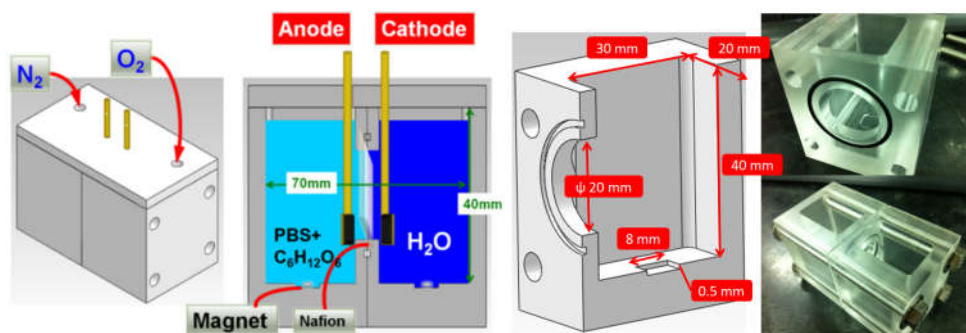 N2
O2
Anode
Cathode
70mm
40mm
PBS+
C6H12O6
H2O
Magnet
Nafion
30 mm
20 mm
ψ 20 mm
40 mm
8 mm
0.5 mm